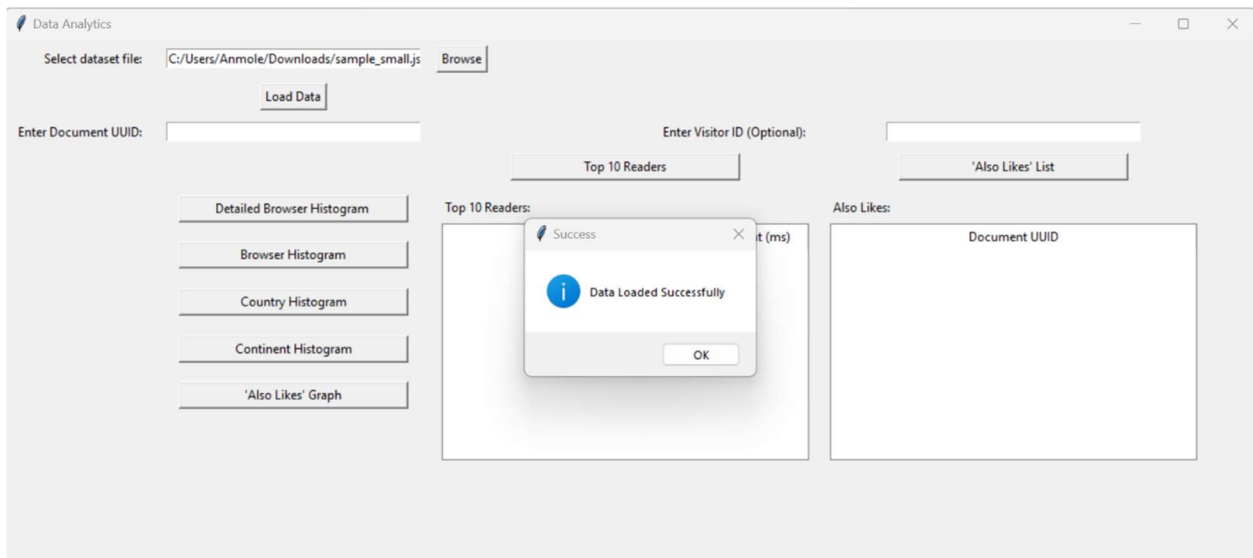 Data Analytics
Select dataset file: C:/Users/Anmole/Downloads/sample_small.js Browse
Load Data
Enter Document UUID: Enter Visitor ID (Optional):
Top 10 Readers 'Also Likes' List
Detailed Browser Histogram Top 10 Readers: Also Likes:
Success
(ms) Document UUID
Browser Histogram
Data Loaded Successfully
Country Histogram
Continent Histogram OK
'Also Likes' Graph